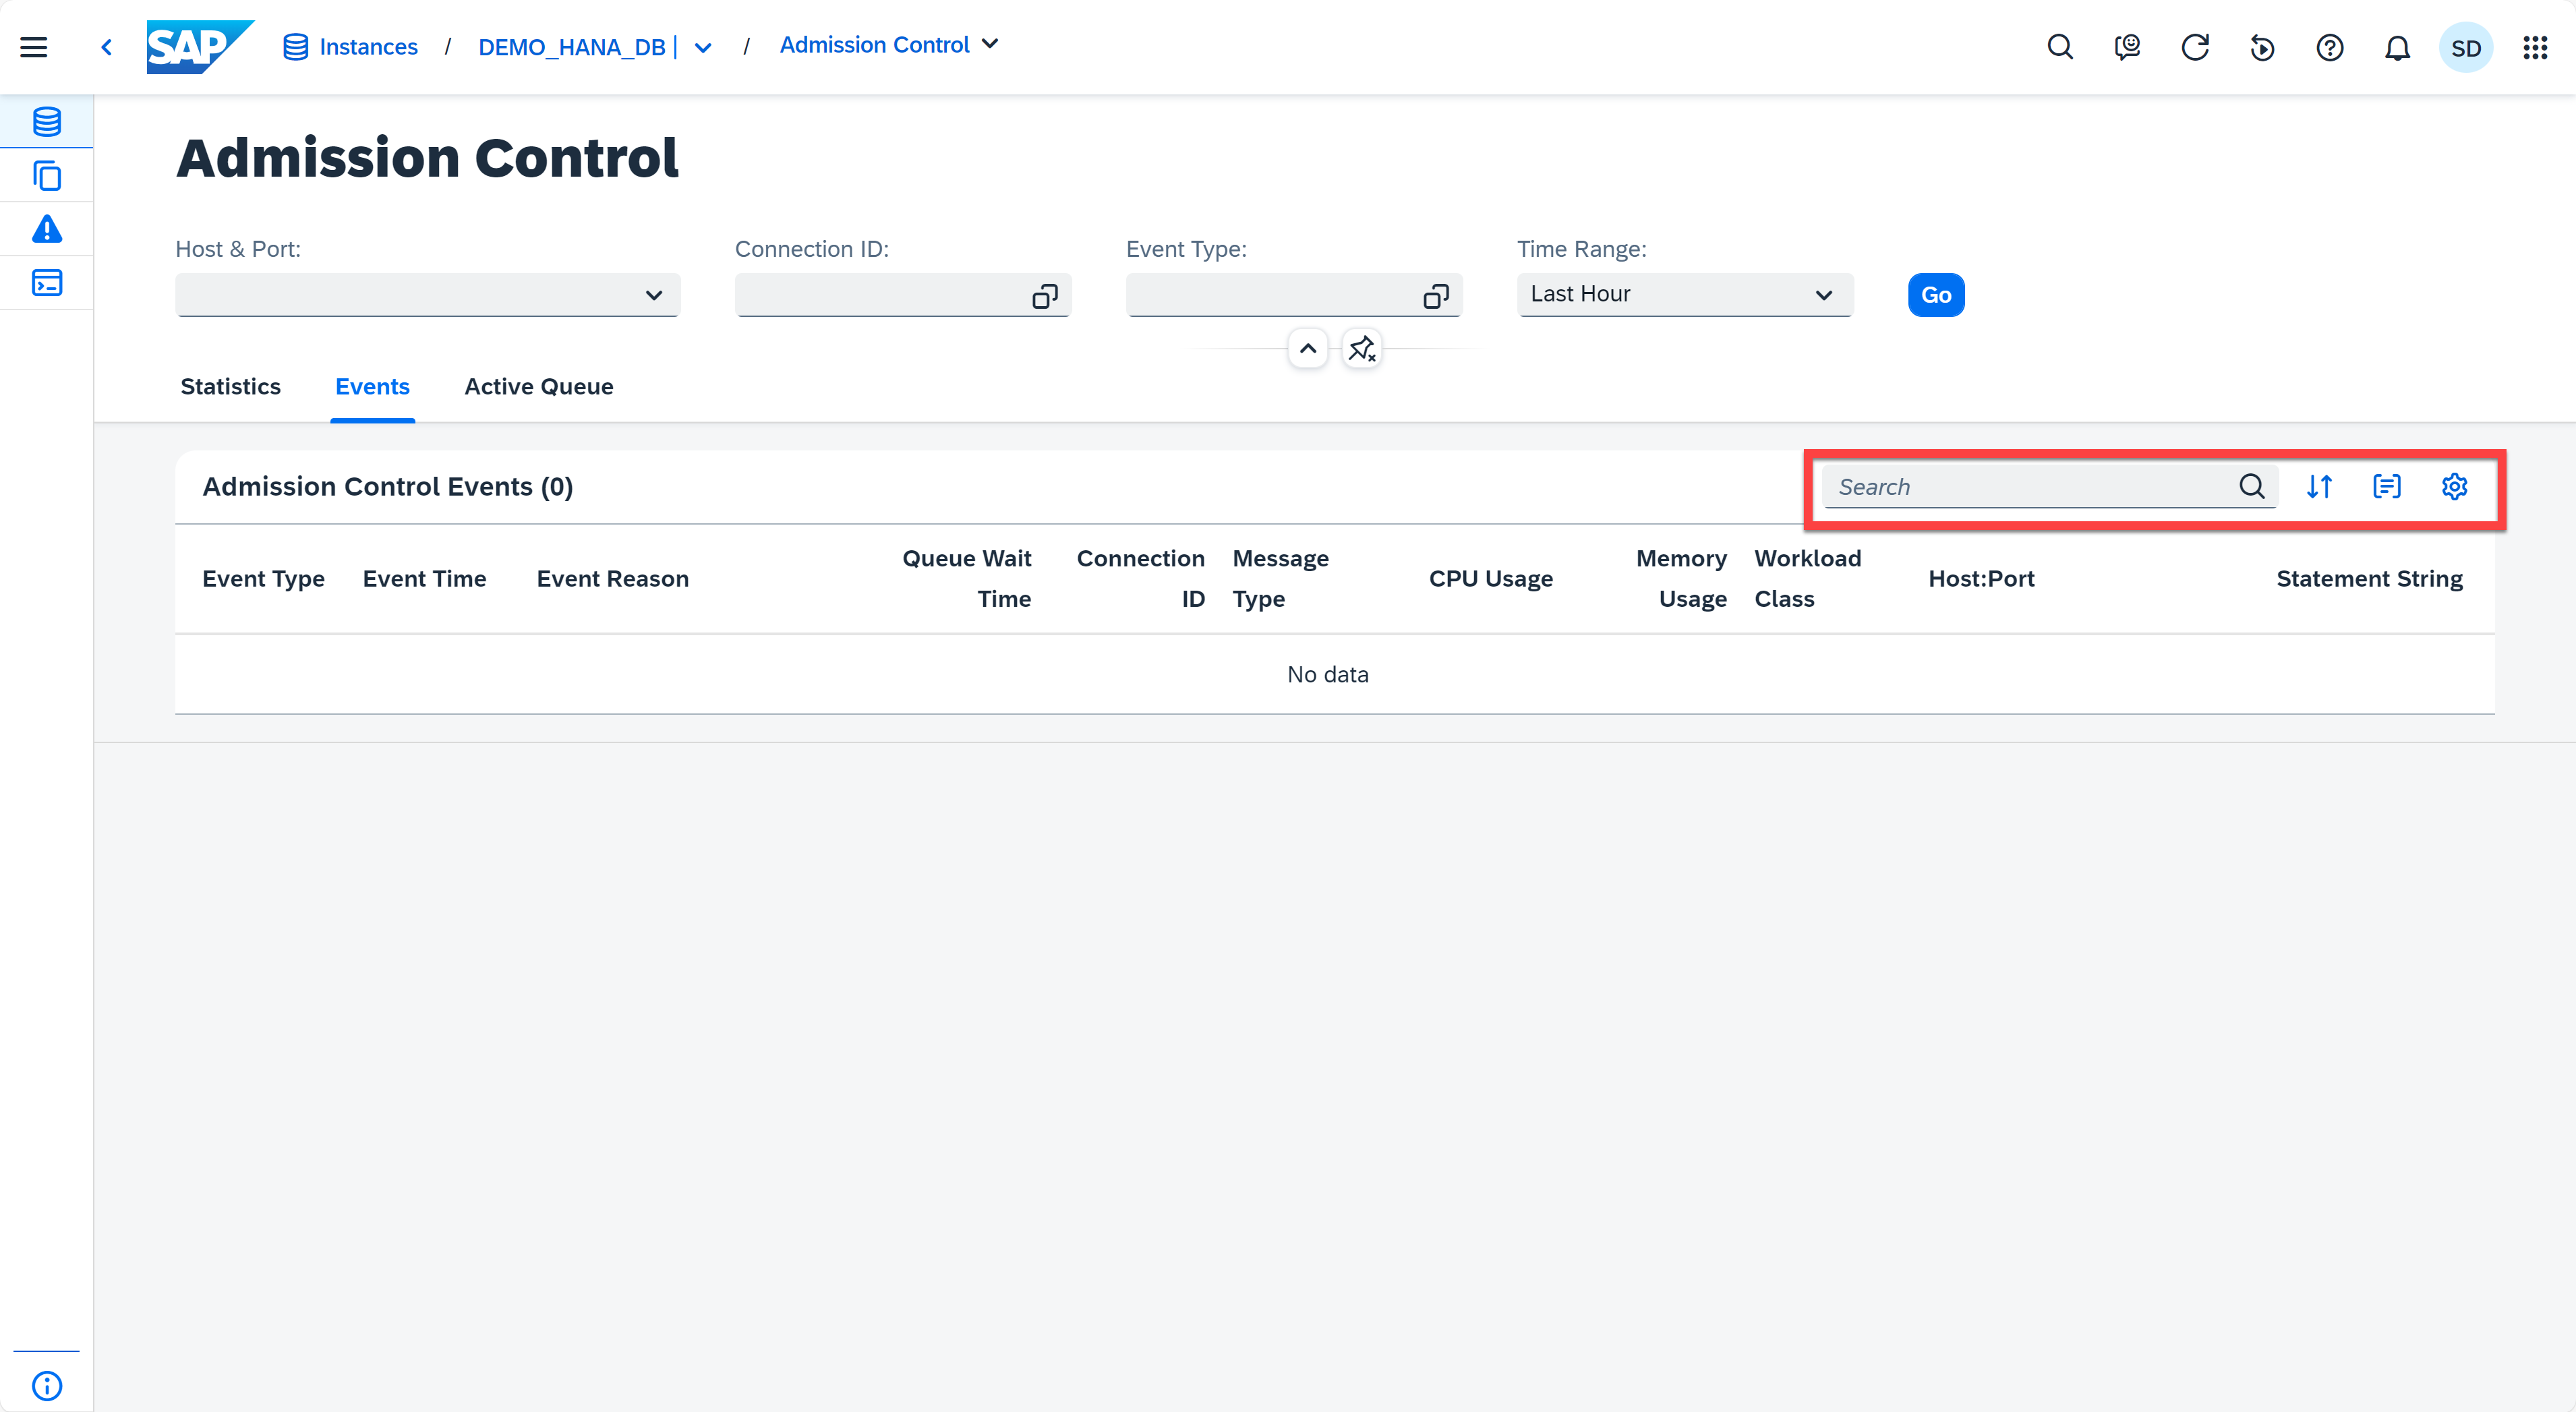 SAP
Instances / DEMO_HANA_DB | / Admission Control
SD
Admission Control
Host & Port:
Connection ID:
Event Type:
Time Range:
Last Hour
Go
Statistics
Events
Active Queue
Admission Control Events (0)
Search
Event Type
Event Time
Event Reason
Queue Wait
Time
Connection
ID
Message
Type
CPU Usage
Memory
Usage
Workload
Class
Host:Port
Statement String
No data